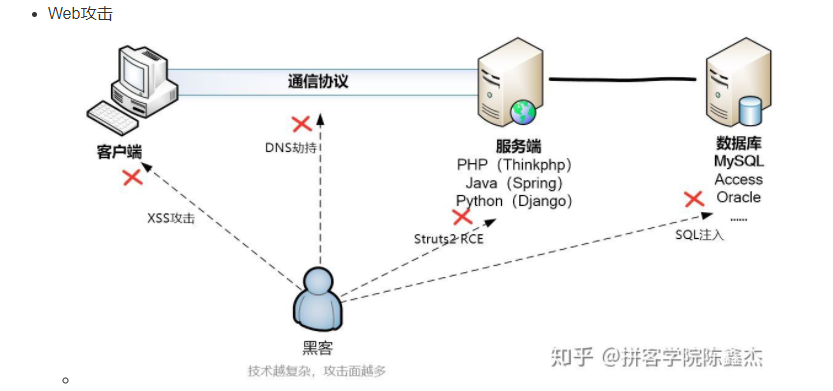 Web攻击
通信协议
客户端
DNS劫持
服务端
PHP（Thinkphp）
Java（Spring）
Python（Django）
数据库
MySQL
Access
Oracle
......
XSS攻击
Struts2 RCE
SQL注入
黑客
技术越复杂，攻击面越多
知乎 @拼客学院陈鑫杰